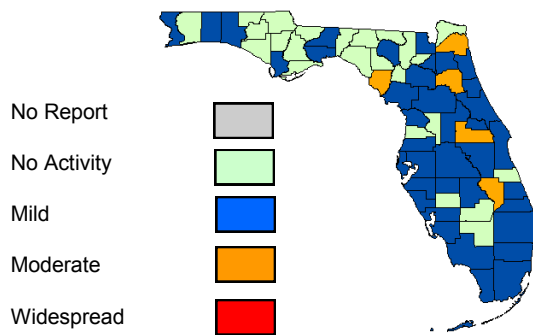 No Report
No Activity
Mild
Moderate
Widespread